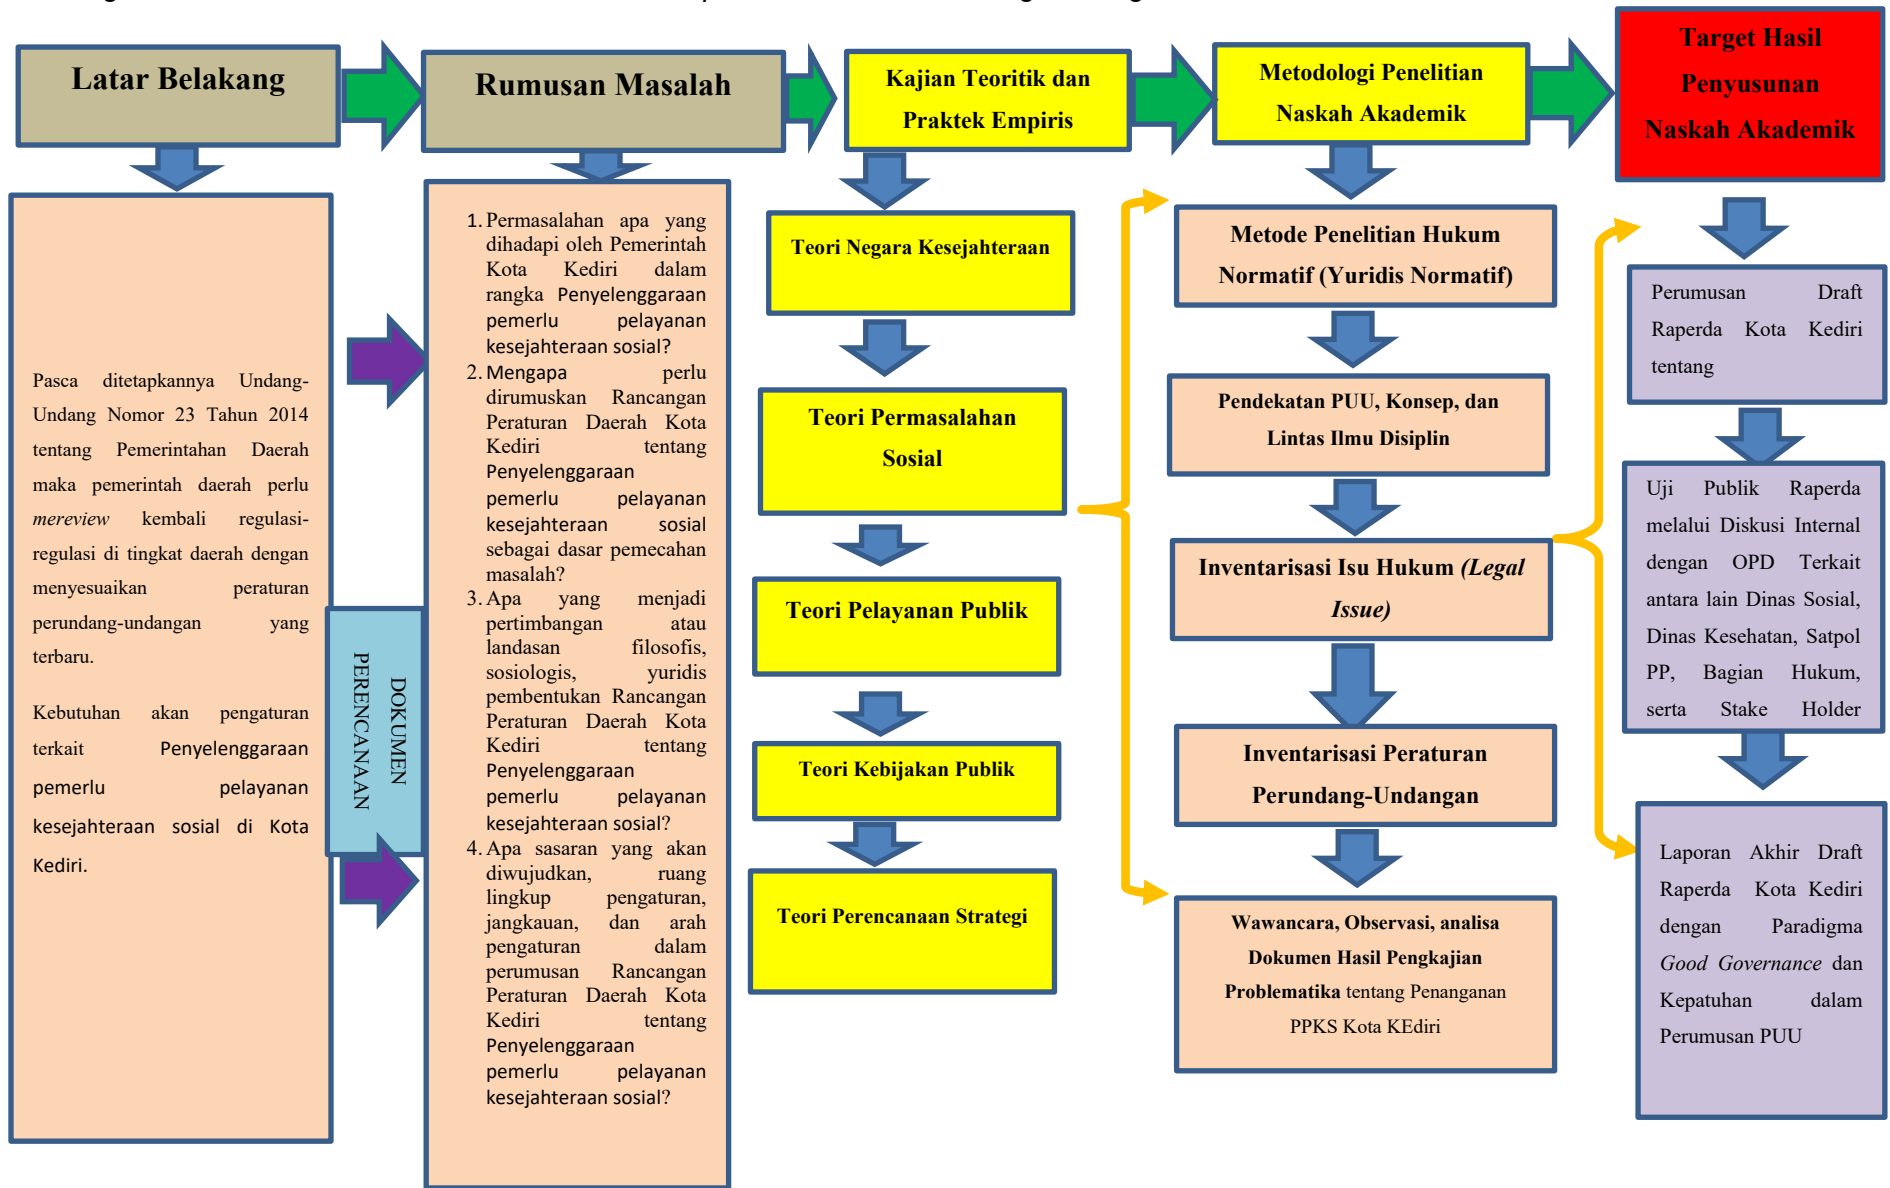 Latar Belakang
Rumusan Masalah
Kajian Teoritik dan
Praktek Empiris
Metodologi Penelitian
Naskah Akademik
Target Hasil
Penyusunan
Naskah Akademik
Pasca ditetapkannya Undang-
Undang Nomor 23 Tahun 2014
tentang Pemerintahan Daerah
maka pemerintah daerah perlu
mereview kembali regulasi-
regulasi di tingkat daerah dengan
menyesuaikan peraturan
perundang-undangan yang
terbaru.
Kebutuhan akan pengaturan
terkait Penyelenggaraan
pemerlu pelayanan
kesejahteraan sosial di Kota
Kediri.
DOKUMEN
PERENCANAAN
1. Permasalahan apa yang
dihadapi oleh Pemerintah
Kota Kediri dalam
rangka Penyelenggaraan
pemerlu pelayanan
kesejahteraan sosial?
2. Mengapa perlu
dirumuskan Rancangan
Peraturan Daerah Kota
Kediri tentang
Penyelenggaraan
pemerlu pelayanan
kesejahteraan sosial
sebagai dasar pemecahan
masalah?
3. Apa yang menjadi
pertimbangan atau
landasan filosofis,
sosiologis, yuridis
pembentukan Rancangan
Peraturan Daerah Kota
Kediri tentang
Penyelenggaraan
pemerlu pelayanan
kesejahteraan sosial?
4. Apa sasaran yang akan
diwujudkan, ruang
lingkup pengaturan,
jangkauan, dan arah
pengaturan dalam
perumusan Rancangan
Peraturan Daerah Kota
Kediri tentang
Penyelenggaraan
pemerlu pelayanan
kesejahteraan sosial?
Teori Negara Kesejahteraan
Teori Permasalahan
Sosial
Teori Pelayanan Publik
Teori Kebijakan Publik
Teori Perencanaan Strategi
Metode Penelitian Hukum
Normatif (Yuridis Normatif)
Pendekatan PUU, Konsep, dan
Lintas Ilmu Disiplin
Inventarisasi Isu Hukum (Legal
Issue)
Inventarisasi Peraturan
Perundang-Undangan
Wawancara, Observasi, analisa
Dokumen Hasil Pengkajian
Problematika tentang Penanganan
PPKS Kota KEdiri
Perumusan Draft
Raperda Kota Kediri
tentang
Uji Publik Raperda
melalui Diskusi Internal
dengan OPD Terkait
antara lain Dinas Sosial,
Dinas Kesehatan, Satpol
PP, Bagian Hukum,
serta Stake Holder
Laporan Akhir Draft
Raperda Kota Kediri
dengan Paradigma
Good Governance dan
Kepatuhan dalam
Perumusan PUU